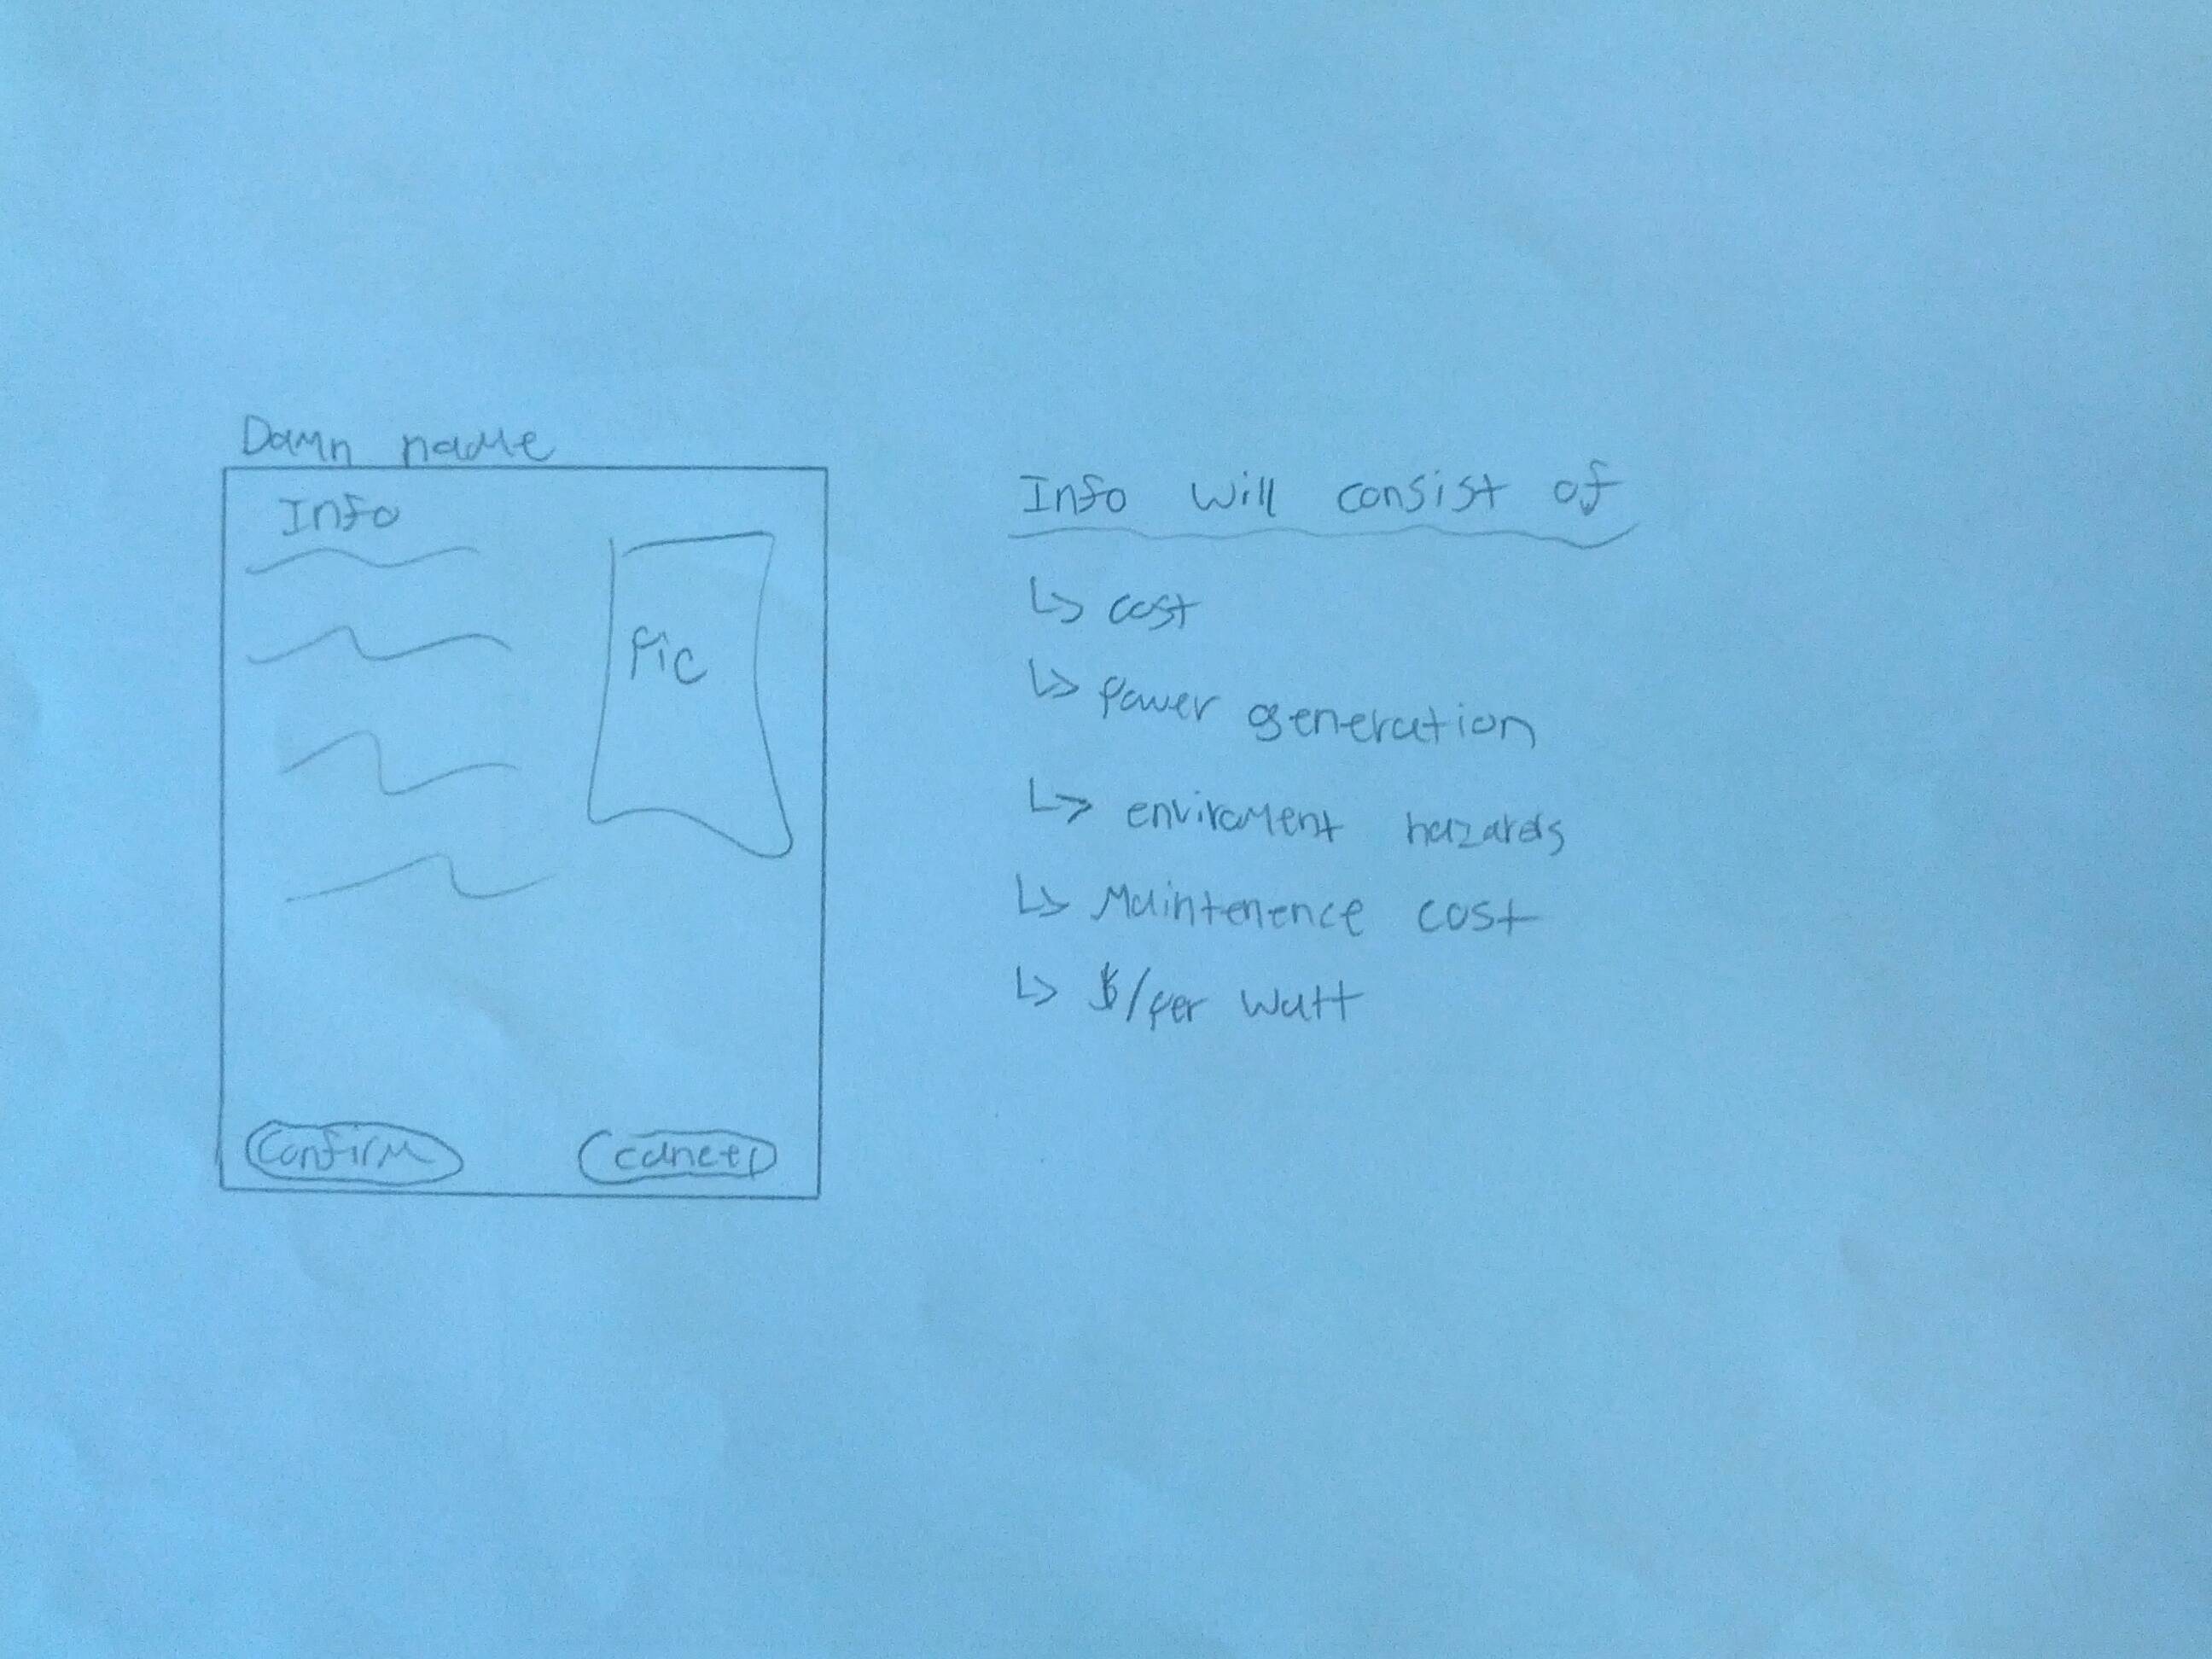 Damn name
Info
Pic
Confirm
cancel
Info will consist of
↳ cost
↳ Power generation
↳ enviroment hazards
↳ Maintenence cost
↳ $/per watt